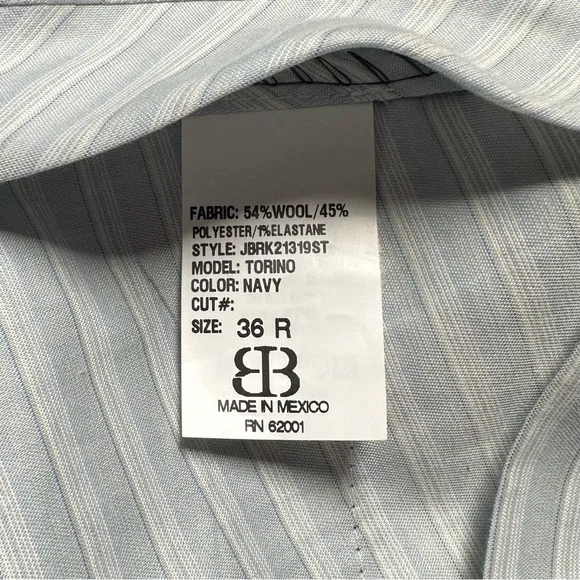 FABRIC: 54%WOOL/45%
POLYESTER/1%ELASTANE
STYLE: JBRK21319ST
MODEL: TORINO
COLOR: NAVY
CUT#:
SIZE: 36 R
MADE IN MEXICO
RN 62001